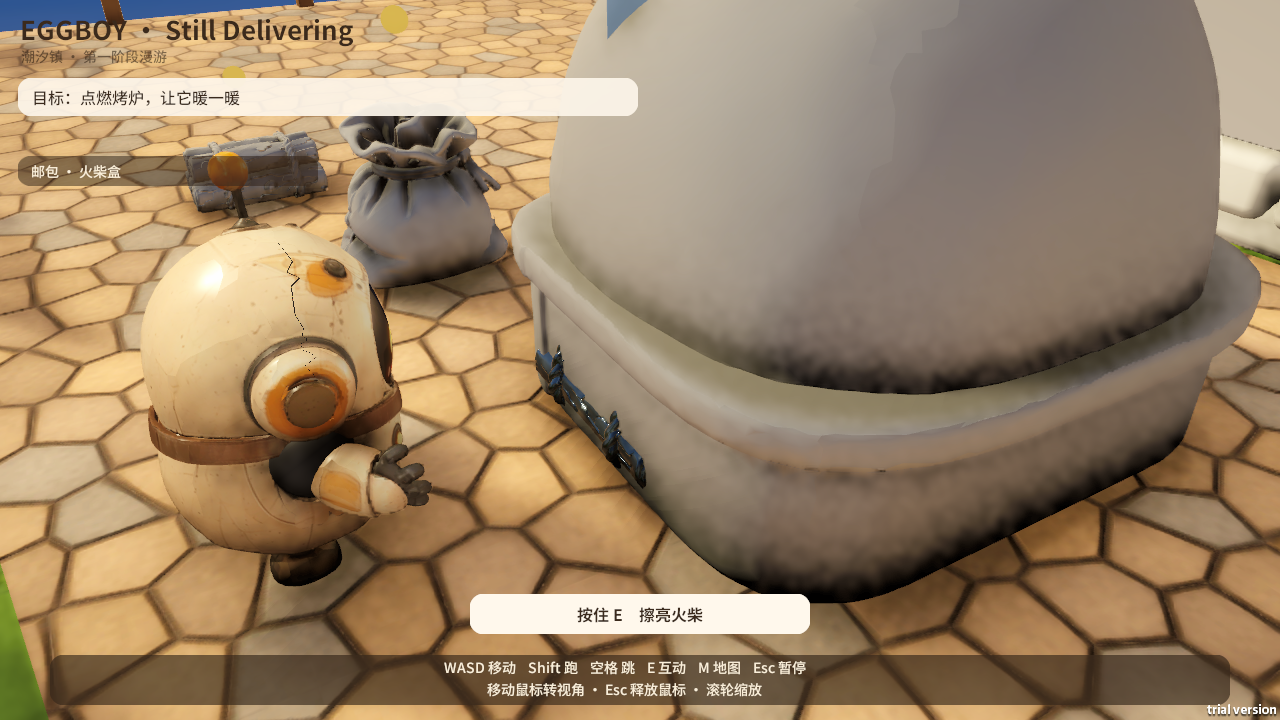 EGGBOY · Still Delivering
潮汐镇 · 第一阶段漫游
目标：点燃烤炉，让它暖一暖
邮包 · 火柴盒
按住 E 擦亮火柴
WASD 移动 Shift 跑 空格 跳 E 互动 M 地图 Esc 暂停
移动鼠标转视角 · Esc 释放鼠标 · 滚轮缩放
trial version